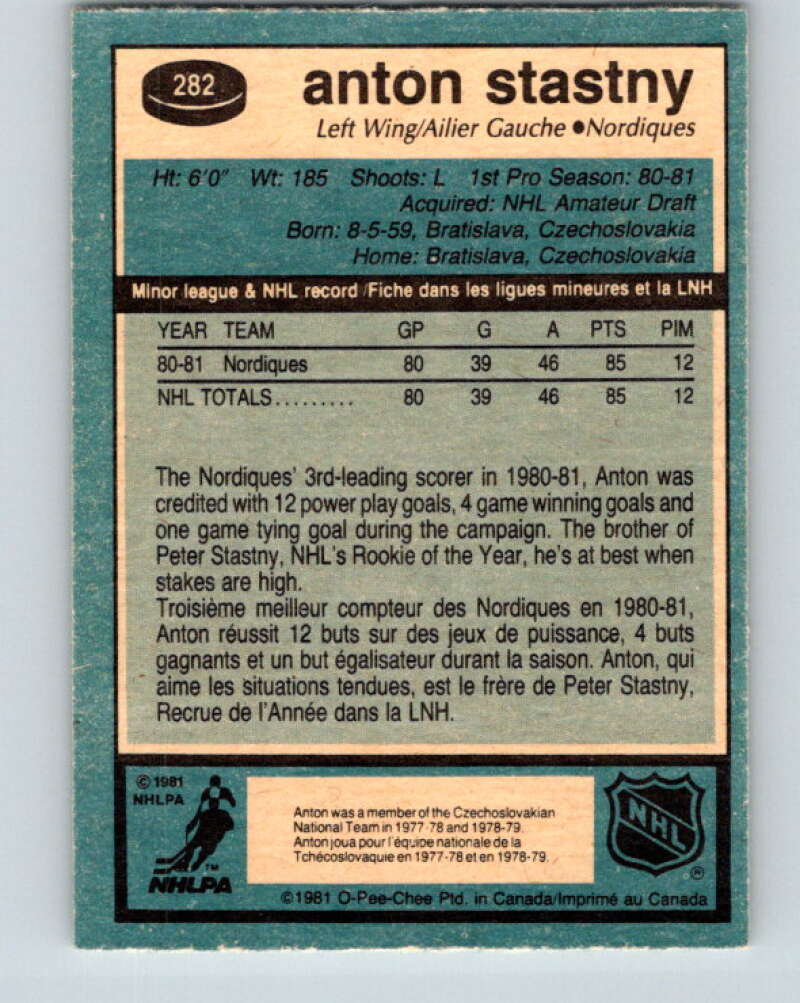 282
anton stastny
Left Wing/Ailier Gauche ●Nordiques
Ht: 6'0" Wt: 185 Shoots: L 1st Pro Season: 80-81
Acquired: NHL Amateur Draft
Born: 8-5-59, Bratislava, Czechoslovakia
Home: Bratislava, Czechoslovakia
Minor league & NHL record /Fiche dans les ligues mineures et la LNH
YEAR TEAM GP G A PTS PIM
80-81 Nordiques 80 39 46 85 12
NHL TOTALS......... 80 39 46 85 12
The Nordiques' 3rd-leading scorer in 1980-81, Anton was
credited with 12 power play goals, 4 game winning goals and
one game tying goal during the campaign. The brother of
Peter Stastny, NHL's Rookie of the Year, he's at best when
stakes are high.
Troisième meilleur compteur des Nordiques en 1980-81,
Anton réussit 12 buts sur des jeux de puissance, 4 buts
gagnants et un but égalisateur durant la saison. Anton, qui
aime les situations tendues, est le frère de Peter Stastny,
Recrue de l'Année dans la LNH.
© 1981
NHLPA
TM
NHLPA
Anton was a member of the Czechoslovakian
National Team in 1977-78 and 1978-79.
Anton joua pour l'équipe nationale de la
Tchécoslovaquie en 1977-78 et en 1978-79.
NHL
®
©1981 O-Pee-Chee Ptd. in Canada/Imprimé au Canada